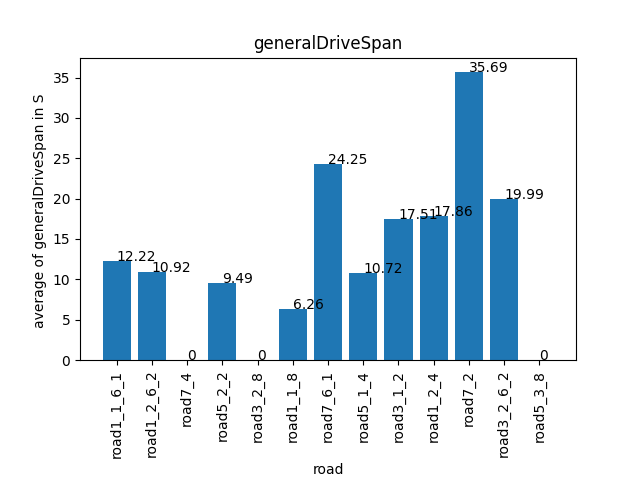 generalDriveSpan
average of generalDriveSpan in S
35
30
25
20
15
10
5
0
12.22
10.92
0
9.49
0
6.26
24.25
10.72
17.51
17.86
35.69
19.99
0
road1_1_6_1
road1_2_6_2
road7_4
road5_2_2
road3_2_8
road1_1_8
road7_6_1
road5_1_4
road3_1_2
road1_2_4
road7_2
road3_2_6_2
road5_3_8
road